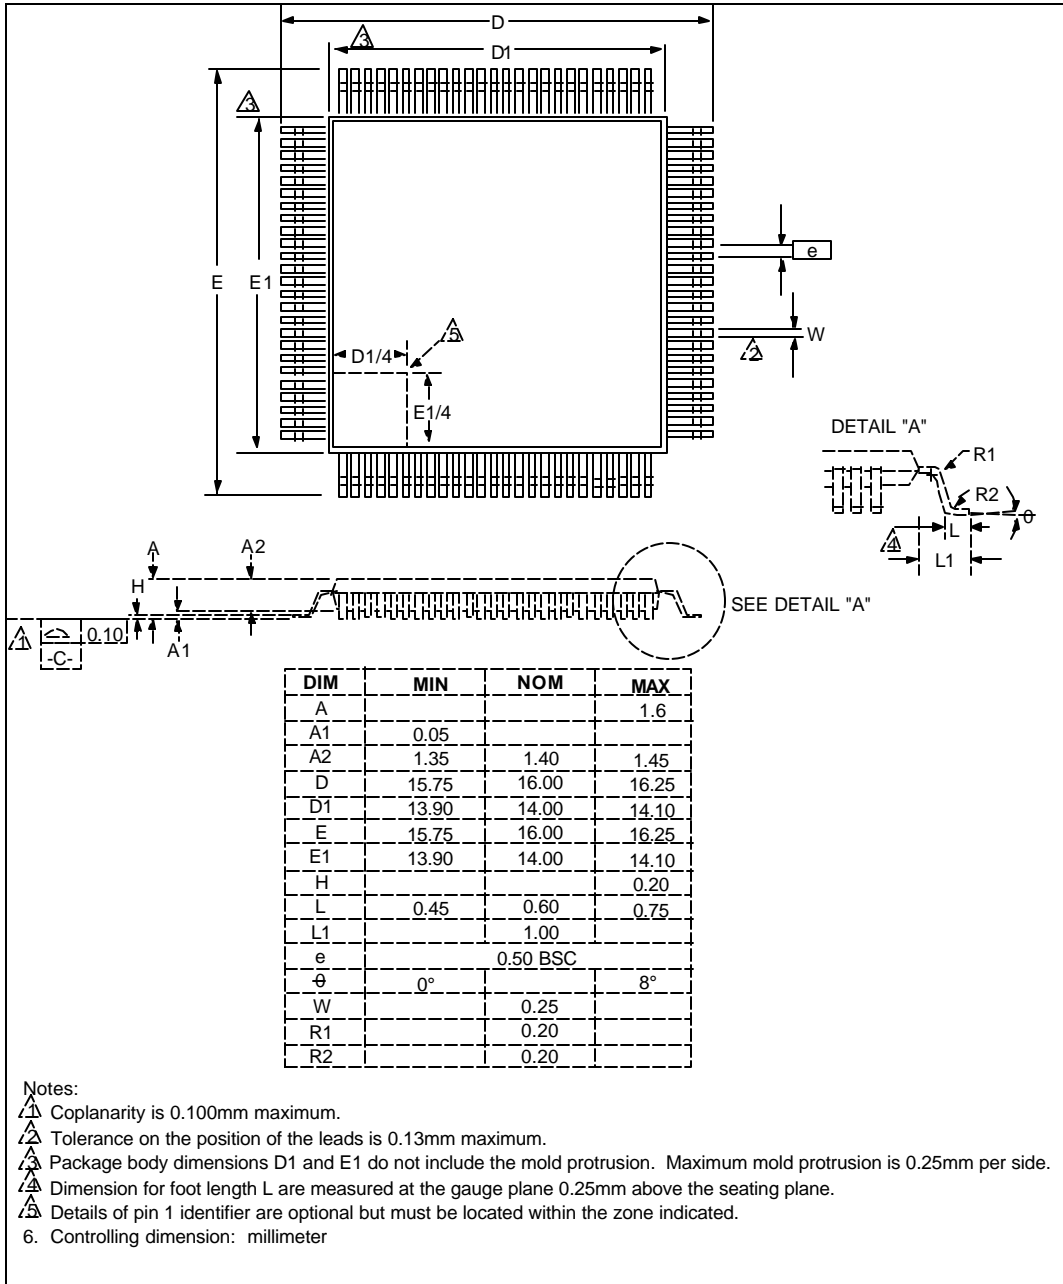 D
3
D1
3
E
E1
e
W
2
5
D1/4
E1/4
DETAIL "A"
R1
R2
θ
4
L
L1
A
A2
H
A1
1
0.10
-C-
SEE DETAIL "A"
DIM MIN NOM MAX
A 1.6
A1 0.05
A2 1.35 1.40 1.45
D 15.75 16.00 16.25
D1 13.90 14.00 14.10
E 15.75 16.00 16.25
E1 13.90 14.00 14.10
H 0.20
L 0.45 0.60 0.75
L1 1.00
e 0.50 BSC
θ 0° 8°
W 0.25
R1 0.20
R2 0.20
Notes:
1 Coplanarity is 0.100mm maximum.
2 Tolerance on the position of the leads is 0.13mm maximum.
3 Package body dimensions D1 and E1 do not include the mold protrusion. Maximum mold protrusion is 0.25mm per side.
4 Dimension for foot length L are measured at the gauge plane 0.25mm above the seating plane.
5 Details of pin 1 identifier are optional but must be located within the zone indicated.
6. Controlling dimension: millimeter